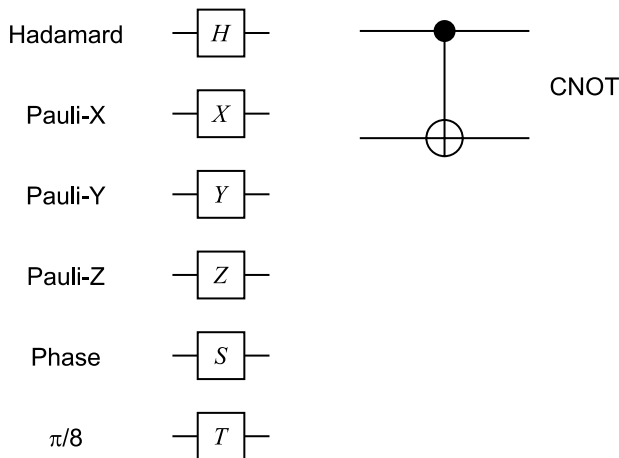 Hadamard H
CNOT
Pauli-X X
Pauli-Y Y
Pauli-Z Z
Phase S
π/8 T